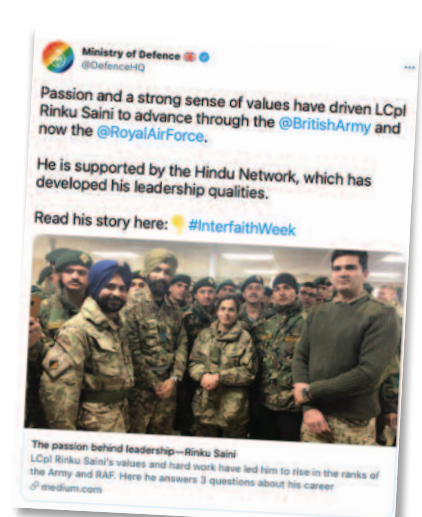 Ministry of Defence
@DefenceHQ
Passion and a strong sense of values have driven LCpl
Rinku Saini to advance through the @BritishArmy and
now the @RoyalAirForce.
He is supported by the Hindu Network, which has
developed his leadership qualities.
Read his story here: 👇 #InterfaithWeek
The passion behind leadership—Rinku Saini
LCpl Rinku Saini's values and hard work have led him to rise in the ranks of
the Army and RAF. Here he answers 3 questions about his career
medium.com